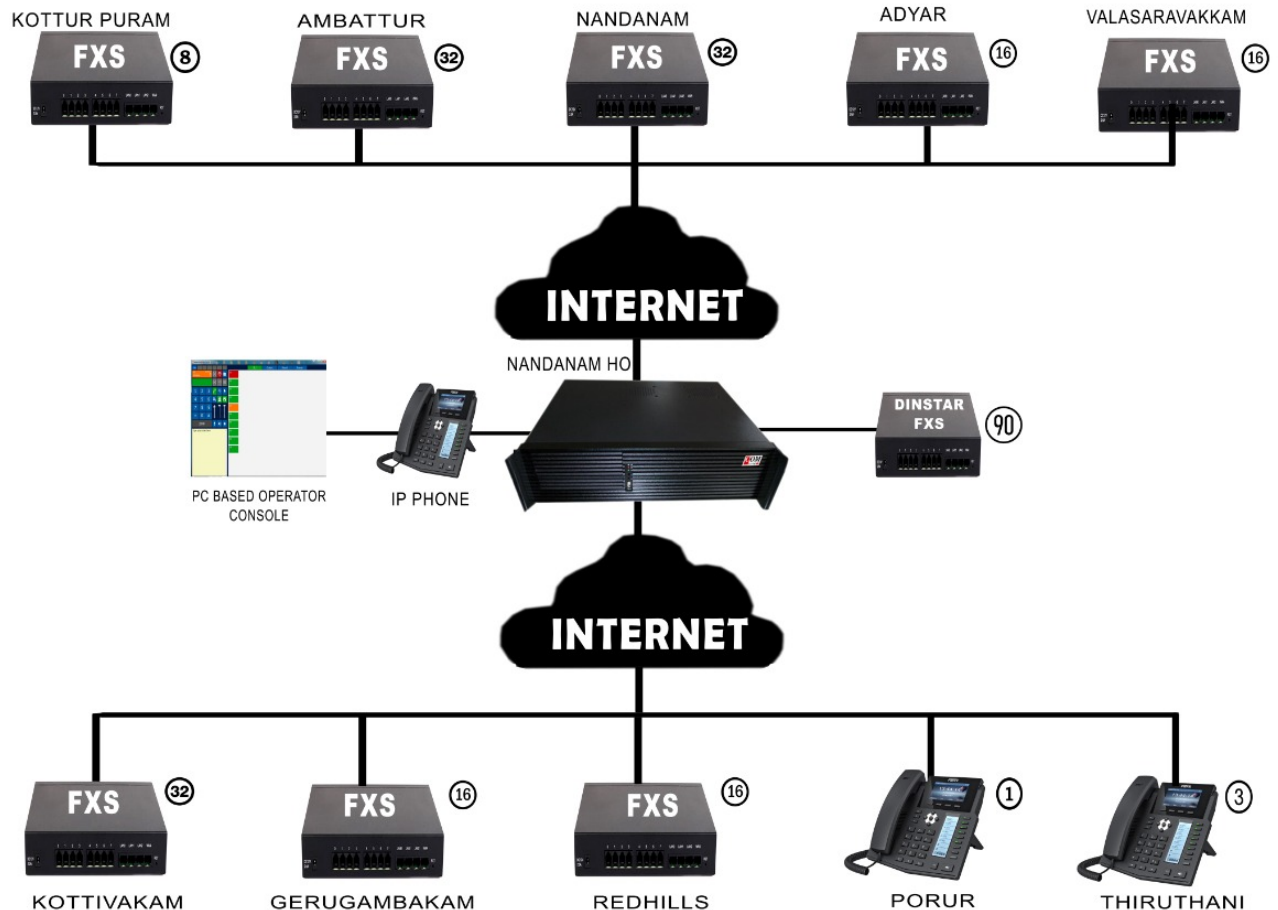 KOTTUR PURAM
AMBATTUR
NANDANAM
ADYAR
VALASARAVAKKAM
FXS
8
FXS
32
FXS
32
FXS
16
FXS
16
INTERNET
NANDANAM HO
DINSTAR
FXS
90
PC BASED OPERATOR
CONSOLE
IP PHONE
INTERNET
FXS
32
FXS
16
FXS
16
1
3
KOTTIVAKAM
GERUGAMBAKAM
REDHILLS
PORUR
THIRUTHANI